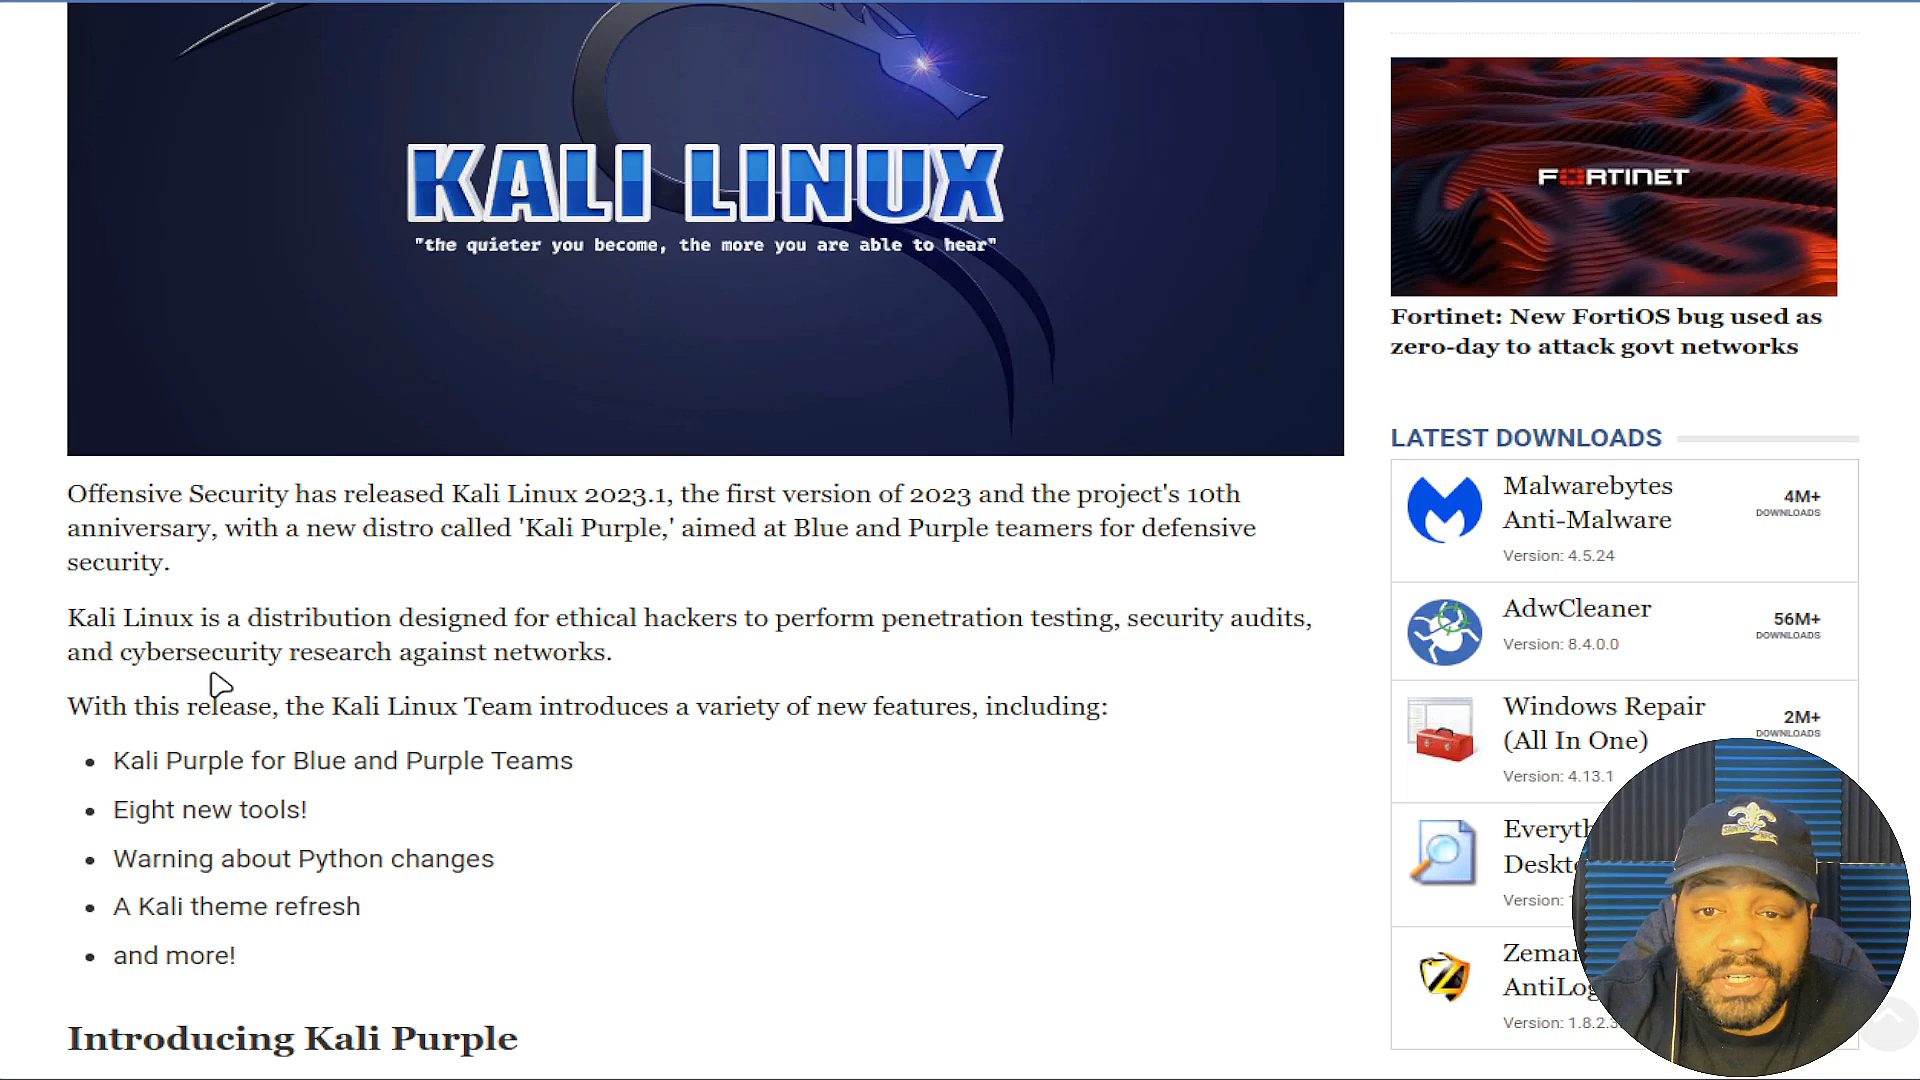 KALI LINUX
"the quieter you become, the more you are able to hear"
Offensive Security has released Kali Linux 2023.1, the first version of 2023 and the project's 10th
anniversary, with a new distro called 'Kali Purple,' aimed at Blue and Purple teamers for defensive
security.
Kali Linux is a distribution designed for ethical hackers to perform penetration testing, security audits,
and cybersecurity research against networks.
With this release, the Kali Linux Team introduces a variety of new features, including:
• Kali Purple for Blue and Purple Teams
• Eight new tools!
• Warning about Python changes
• A Kali theme refresh
• and more!
Introducing Kali Purple
FORTINET
Fortinet: New FortiOS bug used as
zero-day to attack govt networks
LATEST DOWNLOADS
Malwarebytes
Anti-Malware
Version: 4.5.24
4M+
DOWNLOADS
AdwCleaner
Version: 8.4.0.0
56M+
DOWNLOADS
Windows Repair
(All In One)
Version: 4.13.1
2M+
DOWNLOADS
Version:
Version: 1.8.2.3
SAINTS